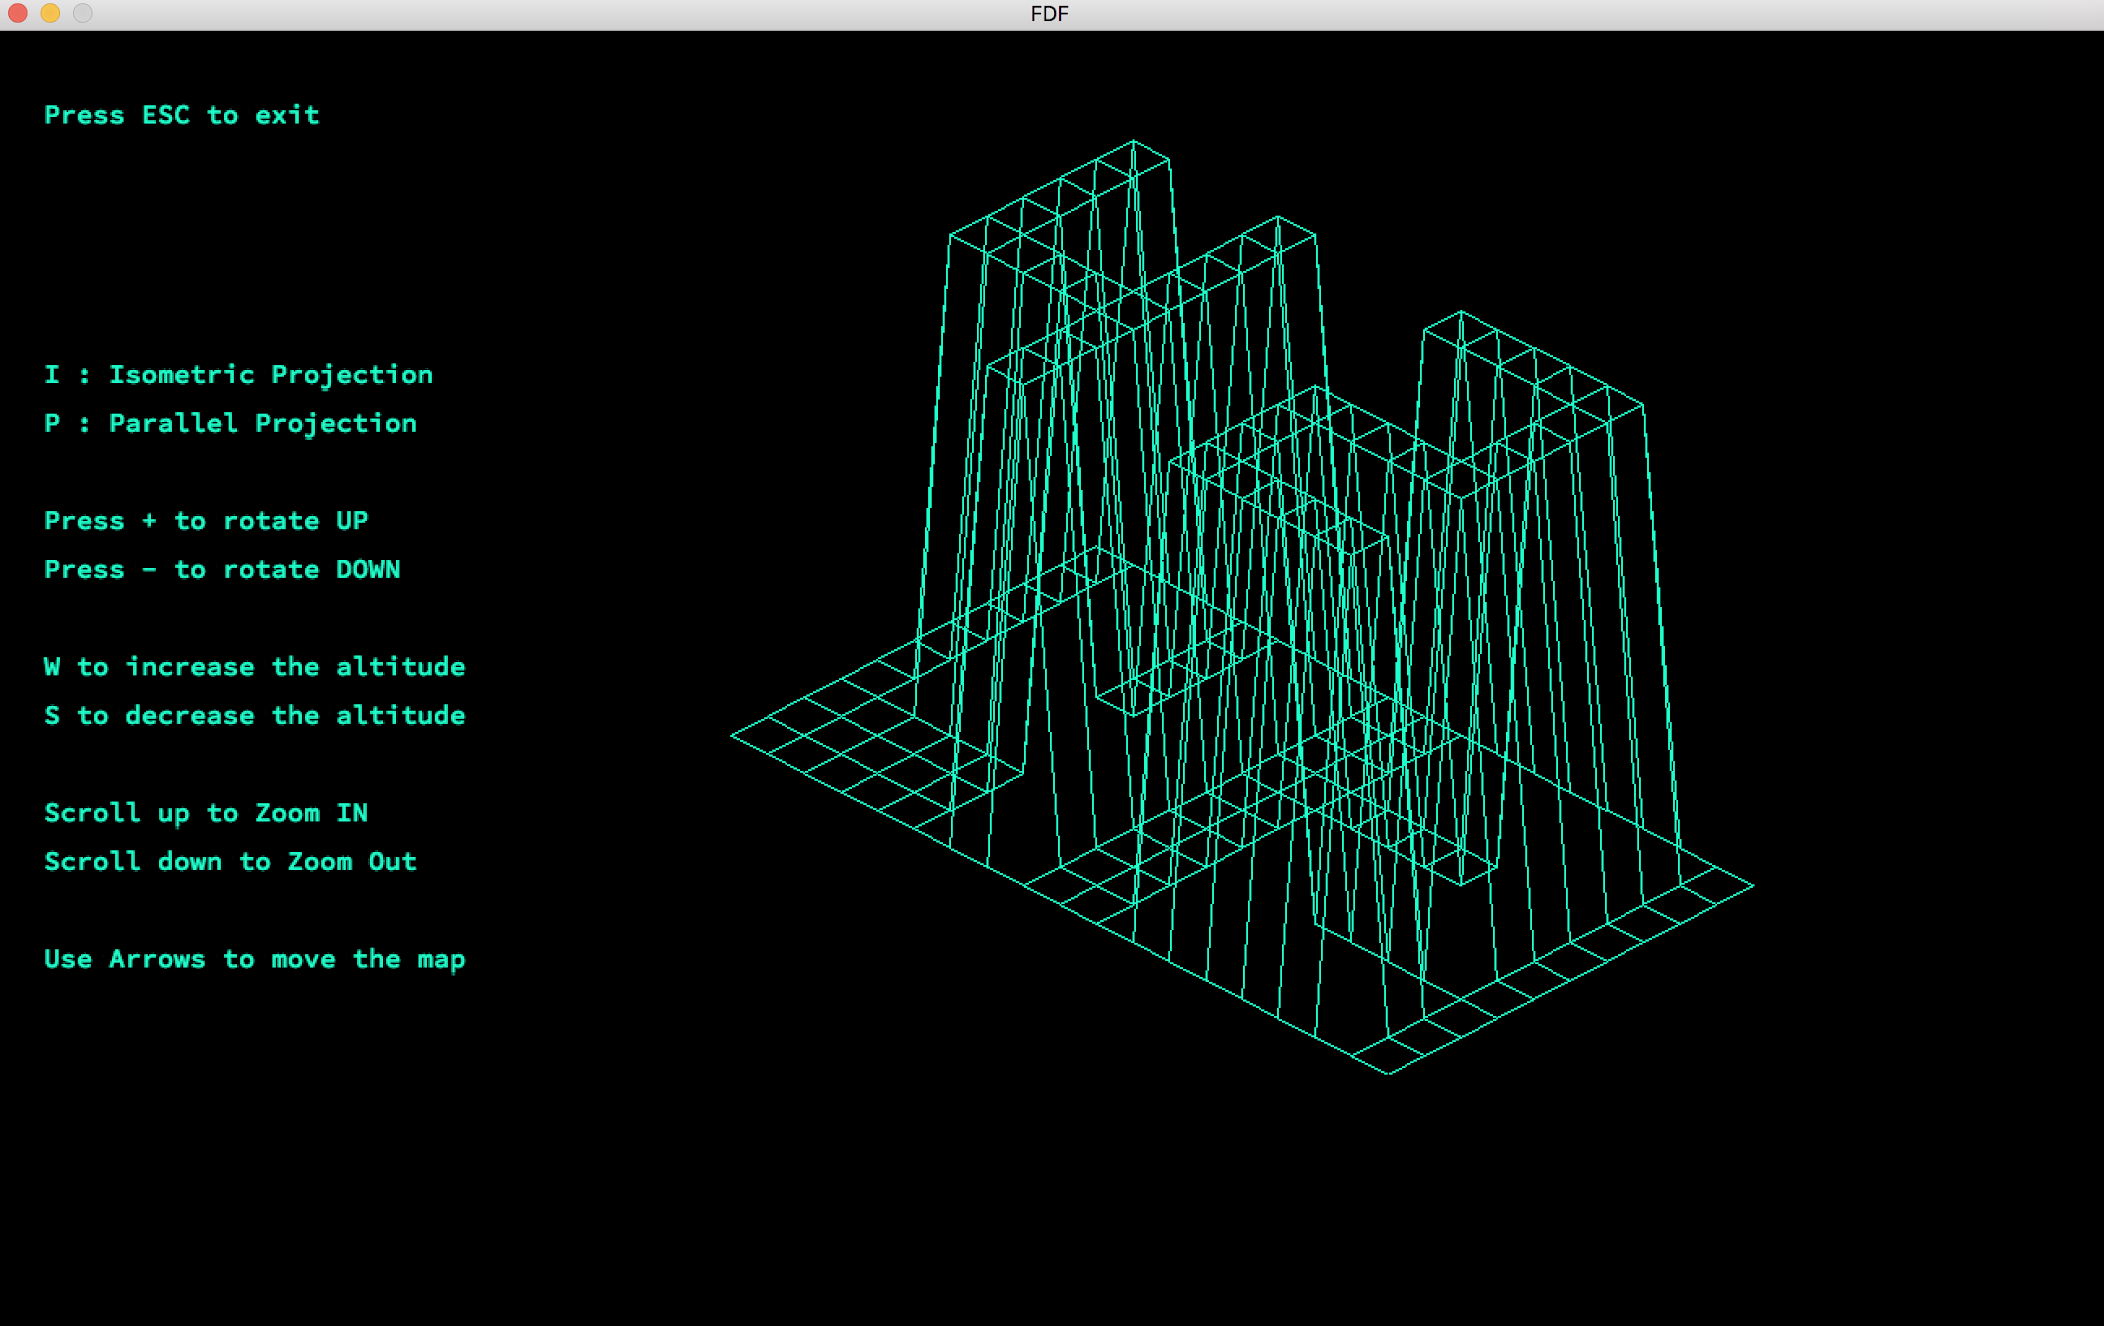 FDF
Press ESC to exit
I : Isometric Projection
P : Parallel Projection
Press + to rotate UP
Press - to rotate DOWN
W to increase the altitude
S to decrease the altitude
Scroll up to Zoom IN
Scroll down to Zoom Out
Use Arrows to move the map